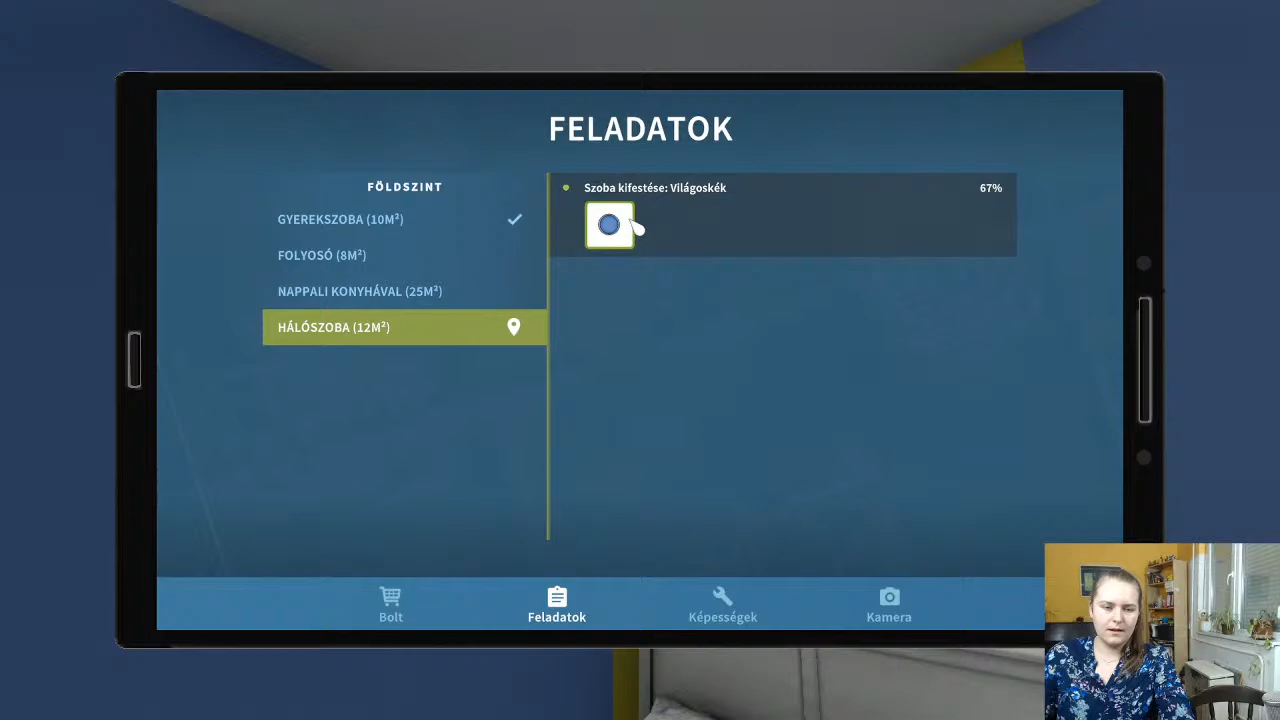 FELADATOK
FÖLDSZINT
GYEREKSZOBA (10M²)
FOLYOSÓ (8M²)
NAPPALI KONYHÁVAL (25M²)
HÁLÓSZOBA (12M²)
Szoba kifestése: Világoskék 67%
Bolt Feladatok Képességek Kamera